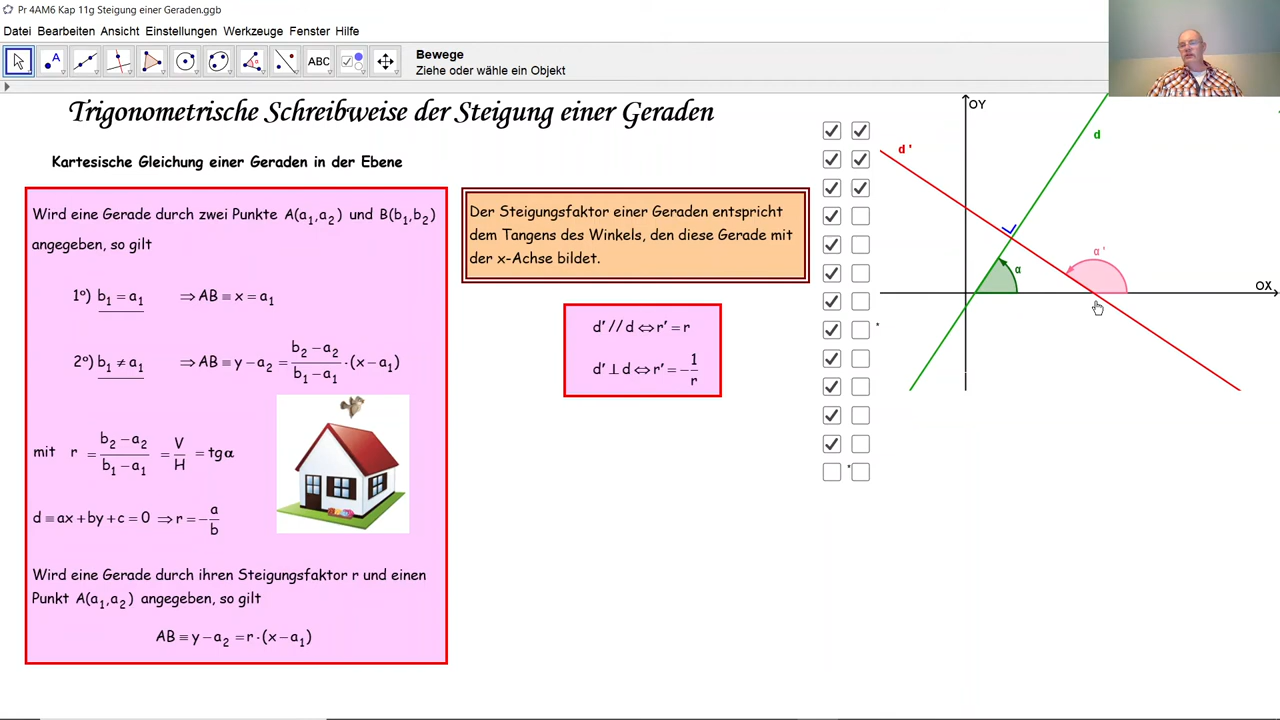 Pr 4AM6 Kap 11g Steigung einer Geraden.ggb
Datei Bearbeiten Ansicht Einstellungen Werkzeuge Fenster Hilfe
A
α
ABC
Bewege
Ziehe oder wähle ein Objekt
Trigonometrische Schreibweise der Steigung einer Geraden
Kartesische Gleichung einer Geraden in der Ebene
Wird eine Gerade durch zwei Punkte A(a₁,a₂) und B(b₁,b₂)
angegeben, so gilt
1°) b₁ = a₁ ⇒ AB ≡ x = a₁
2°) b₁ ≠ a₁ ⇒ AB ≡ y − a₂ = (b₂ − a₂)/(b₁ − a₁) · (x − a₁)
mit r = (b₂ − a₂)/(b₁ − a₁) = V/H = tg α
d ≡ ax + by + c = 0 ⇒ r = − a/b
Wird eine Gerade durch ihren Steigungsfaktor r und einen
Punkt A(a₁,a₂) angegeben, so gilt
AB ≡ y − a₂ = r · (x − a₁)
Der Steigungsfaktor einer Geraden entspricht
dem Tangens des Winkels, den diese Gerade mit
der x-Achse bildet.
d′ // d ⇔ r′ = r
d′ ⊥ d ⇔ r′ = − 1/r
OY
d
d '
α '
α
OX